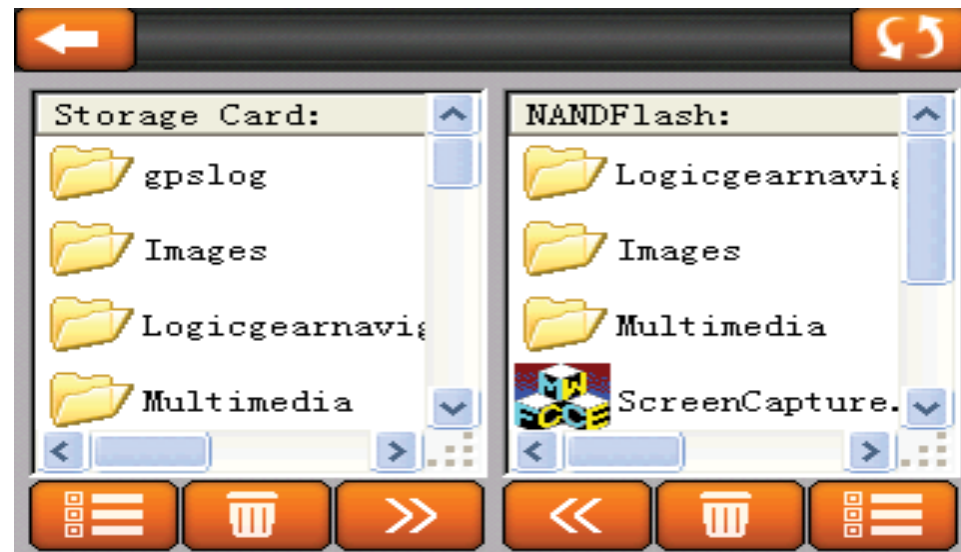 Storage Card:
gpslog
Images
Logicgearnavig
Multimedia
NANDFlash:
Logicgearnavig
Images
Multimedia
ScreenCapture.